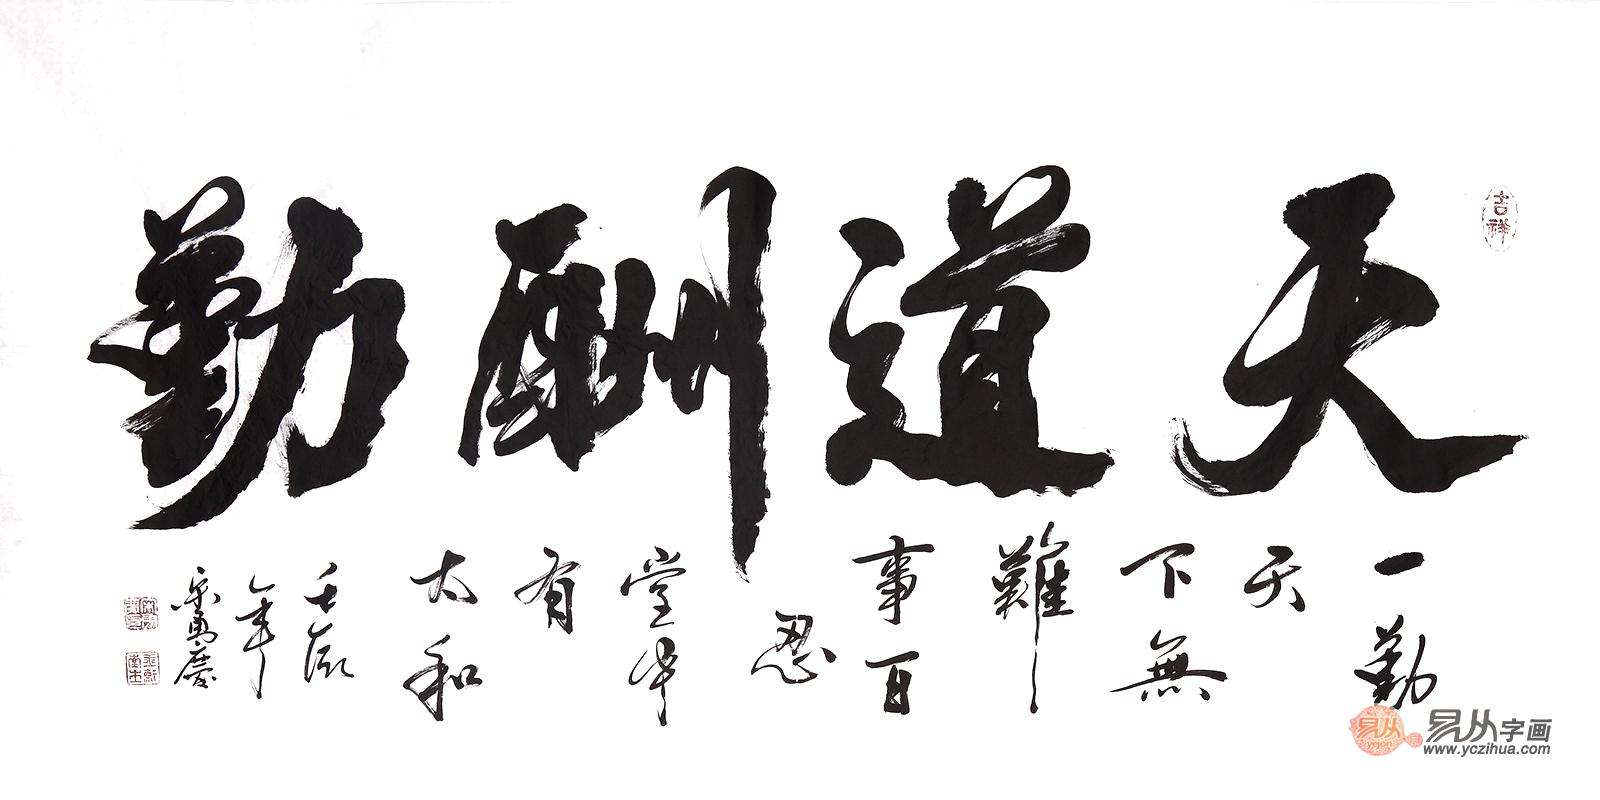 吉祥
天道酬勤
一勤
天
下無
難
事百
忍
堂中
有
太和
壬辰
年
易从
yycon
易从字画
www.yczihua.com